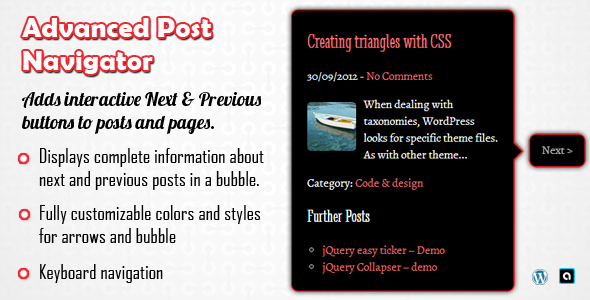 Advanced Post
Navigator
Adds interactive Next & Previous
buttons to posts and pages.
Displays complete information about
next and previous posts in a bubble.
Fully customizable colors and styles
for arrows and bubble
Keyboard navigation
Creating triangles with CSS
30/09/2012 - No Comments
When dealing with
taxonomies, WordPress
looks for specific theme files.
As with other theme...
Category: Code & design
Further Posts
jQuery easy ticker – Demo
jQuery Collapser – demo
Next >
W
a